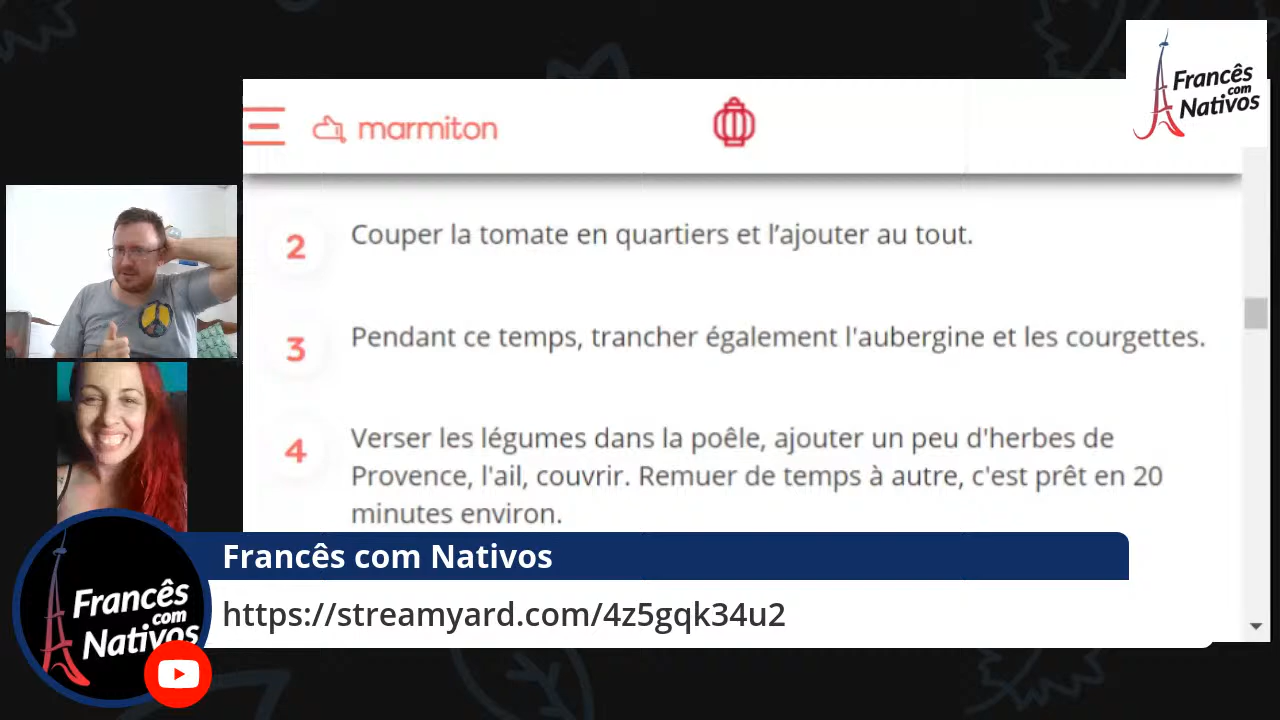 Francês
com
Nativos
marmiton
2
Couper la tomate en quartiers et l’ajouter au tout.
3
Pendant ce temps, trancher également l'aubergine et les courgettes.
4
Verser les légumes dans la poêle, ajouter un peu d'herbes de
Provence, l'ail, couvrir. Remuer de temps à autre, c'est prêt en 20
minutes environ.
Francês com Nativos
https://streamyard.com/4z5gqk34u2
Francês
com
Nativos